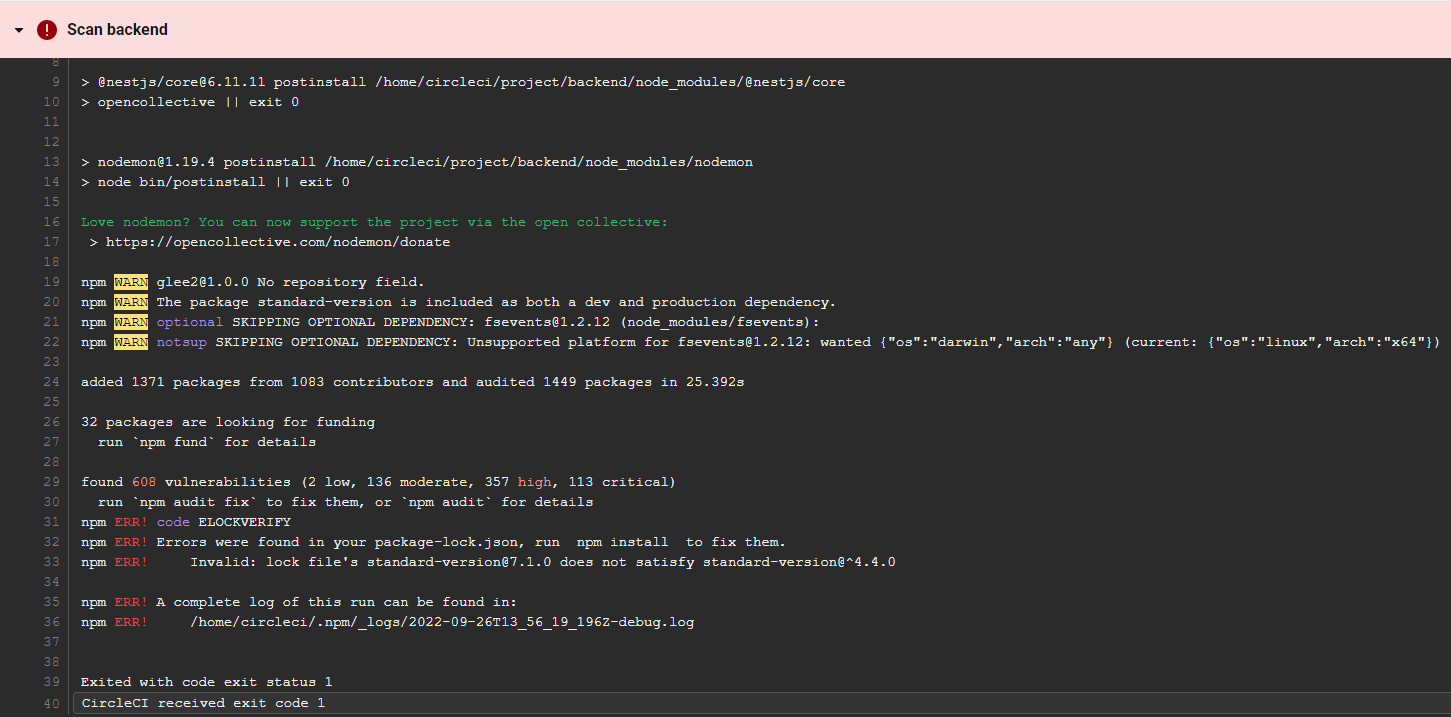 Scan backend
8
9 > @nestjs/core@6.11.11 postinstall /home/circleci/project/backend/node_modules/@nestjs/core
10 > opencollective || exit 0
11
12
13 > nodemon@1.19.4 postinstall /home/circleci/project/backend/node_modules/nodemon
14 > node bin/postinstall || exit 0
15
16 Love nodemon? You can now support the project via the open collective:
17  > https://opencollective.com/nodemon/donate
18
19 npm WARN glee2@1.0.0 No repository field.
20 npm WARN The package standard-version is included as both a dev and production dependency.
21 npm WARN optional SKIPPING OPTIONAL DEPENDENCY: fsevents@1.2.12 (node_modules/fsevents):
22 npm WARN notsup SKIPPING OPTIONAL DEPENDENCY: Unsupported platform for fsevents@1.2.12: wanted {"os":"darwin","arch":"any"} (current: {"os":"linux","arch":"x64"})
23
24 added 1371 packages from 1083 contributors and audited 1449 packages in 25.392s
25
26 32 packages are looking for funding
27   run `npm fund` for details
28
29 found 608 vulnerabilities (2 low, 136 moderate, 357 high, 113 critical)
30   run `npm audit fix` to fix them, or `npm audit` for details
31 npm ERR! code ELOCKVERIFY
32 npm ERR! Errors were found in your package-lock.json, run  npm install  to fix them.
33 npm ERR!     Invalid: lock file's standard-version@7.1.0 does not satisfy standard-version@^4.4.0
34
35 npm ERR! A complete log of this run can be found in:
36 npm ERR!     /home/circleci/.npm/_logs/2022-09-26T13_56_19_196Z-debug.log
37
38
39 Exited with code exit status 1
40 CircleCI received exit code 1